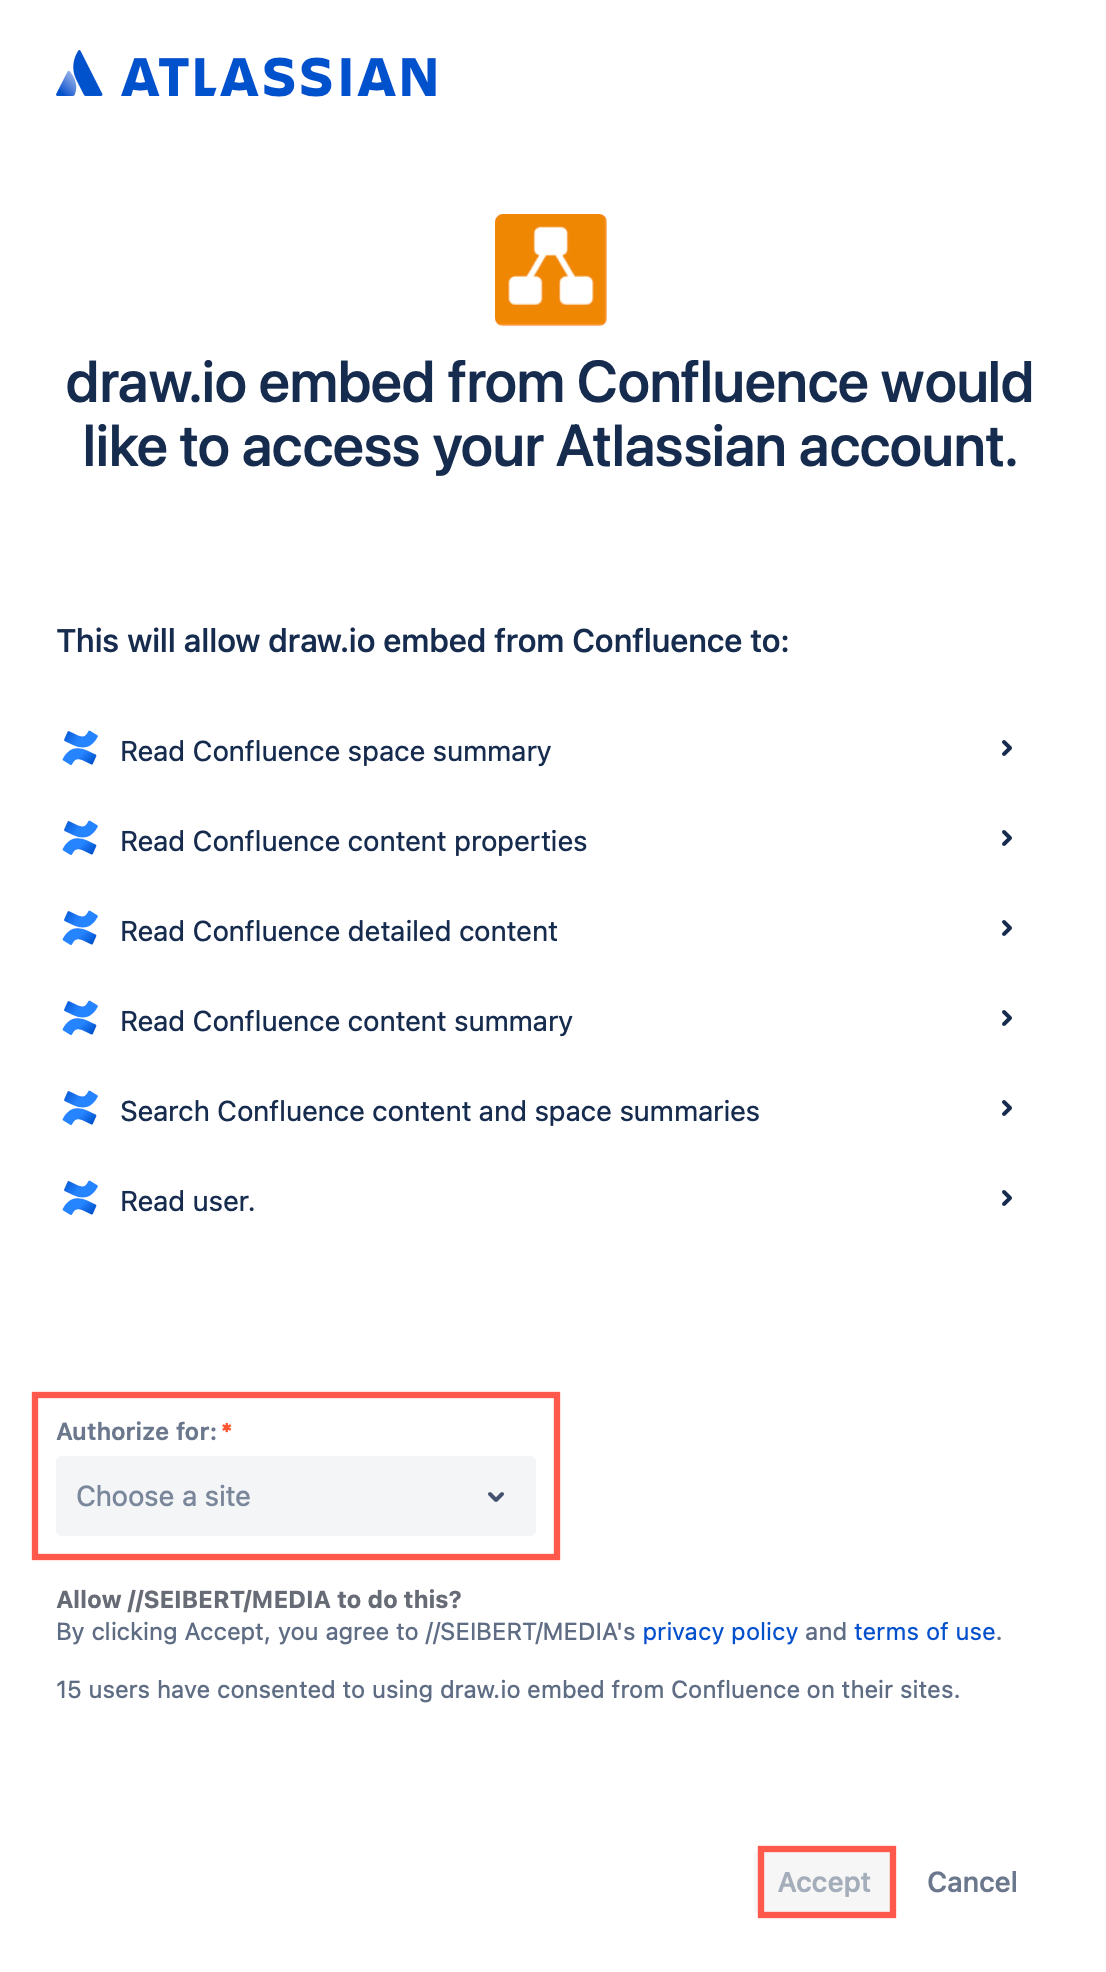 ATLASSIAN
draw.io embed from Confluence would
like to access your Atlassian account.
This will allow draw.io embed from Confluence to:
Read Confluence space summary
Read Confluence content properties
Read Confluence detailed content
Read Confluence content summary
Search Confluence content and space summaries
Read user.
Authorize for: *
Choose a site
Allow //SEIBERT/MEDIA to do this?
By clicking Accept, you agree to //SEIBERT/MEDIA's privacy policy and terms of use.
15 users have consented to using draw.io embed from Confluence on their sites.
Accept Cancel